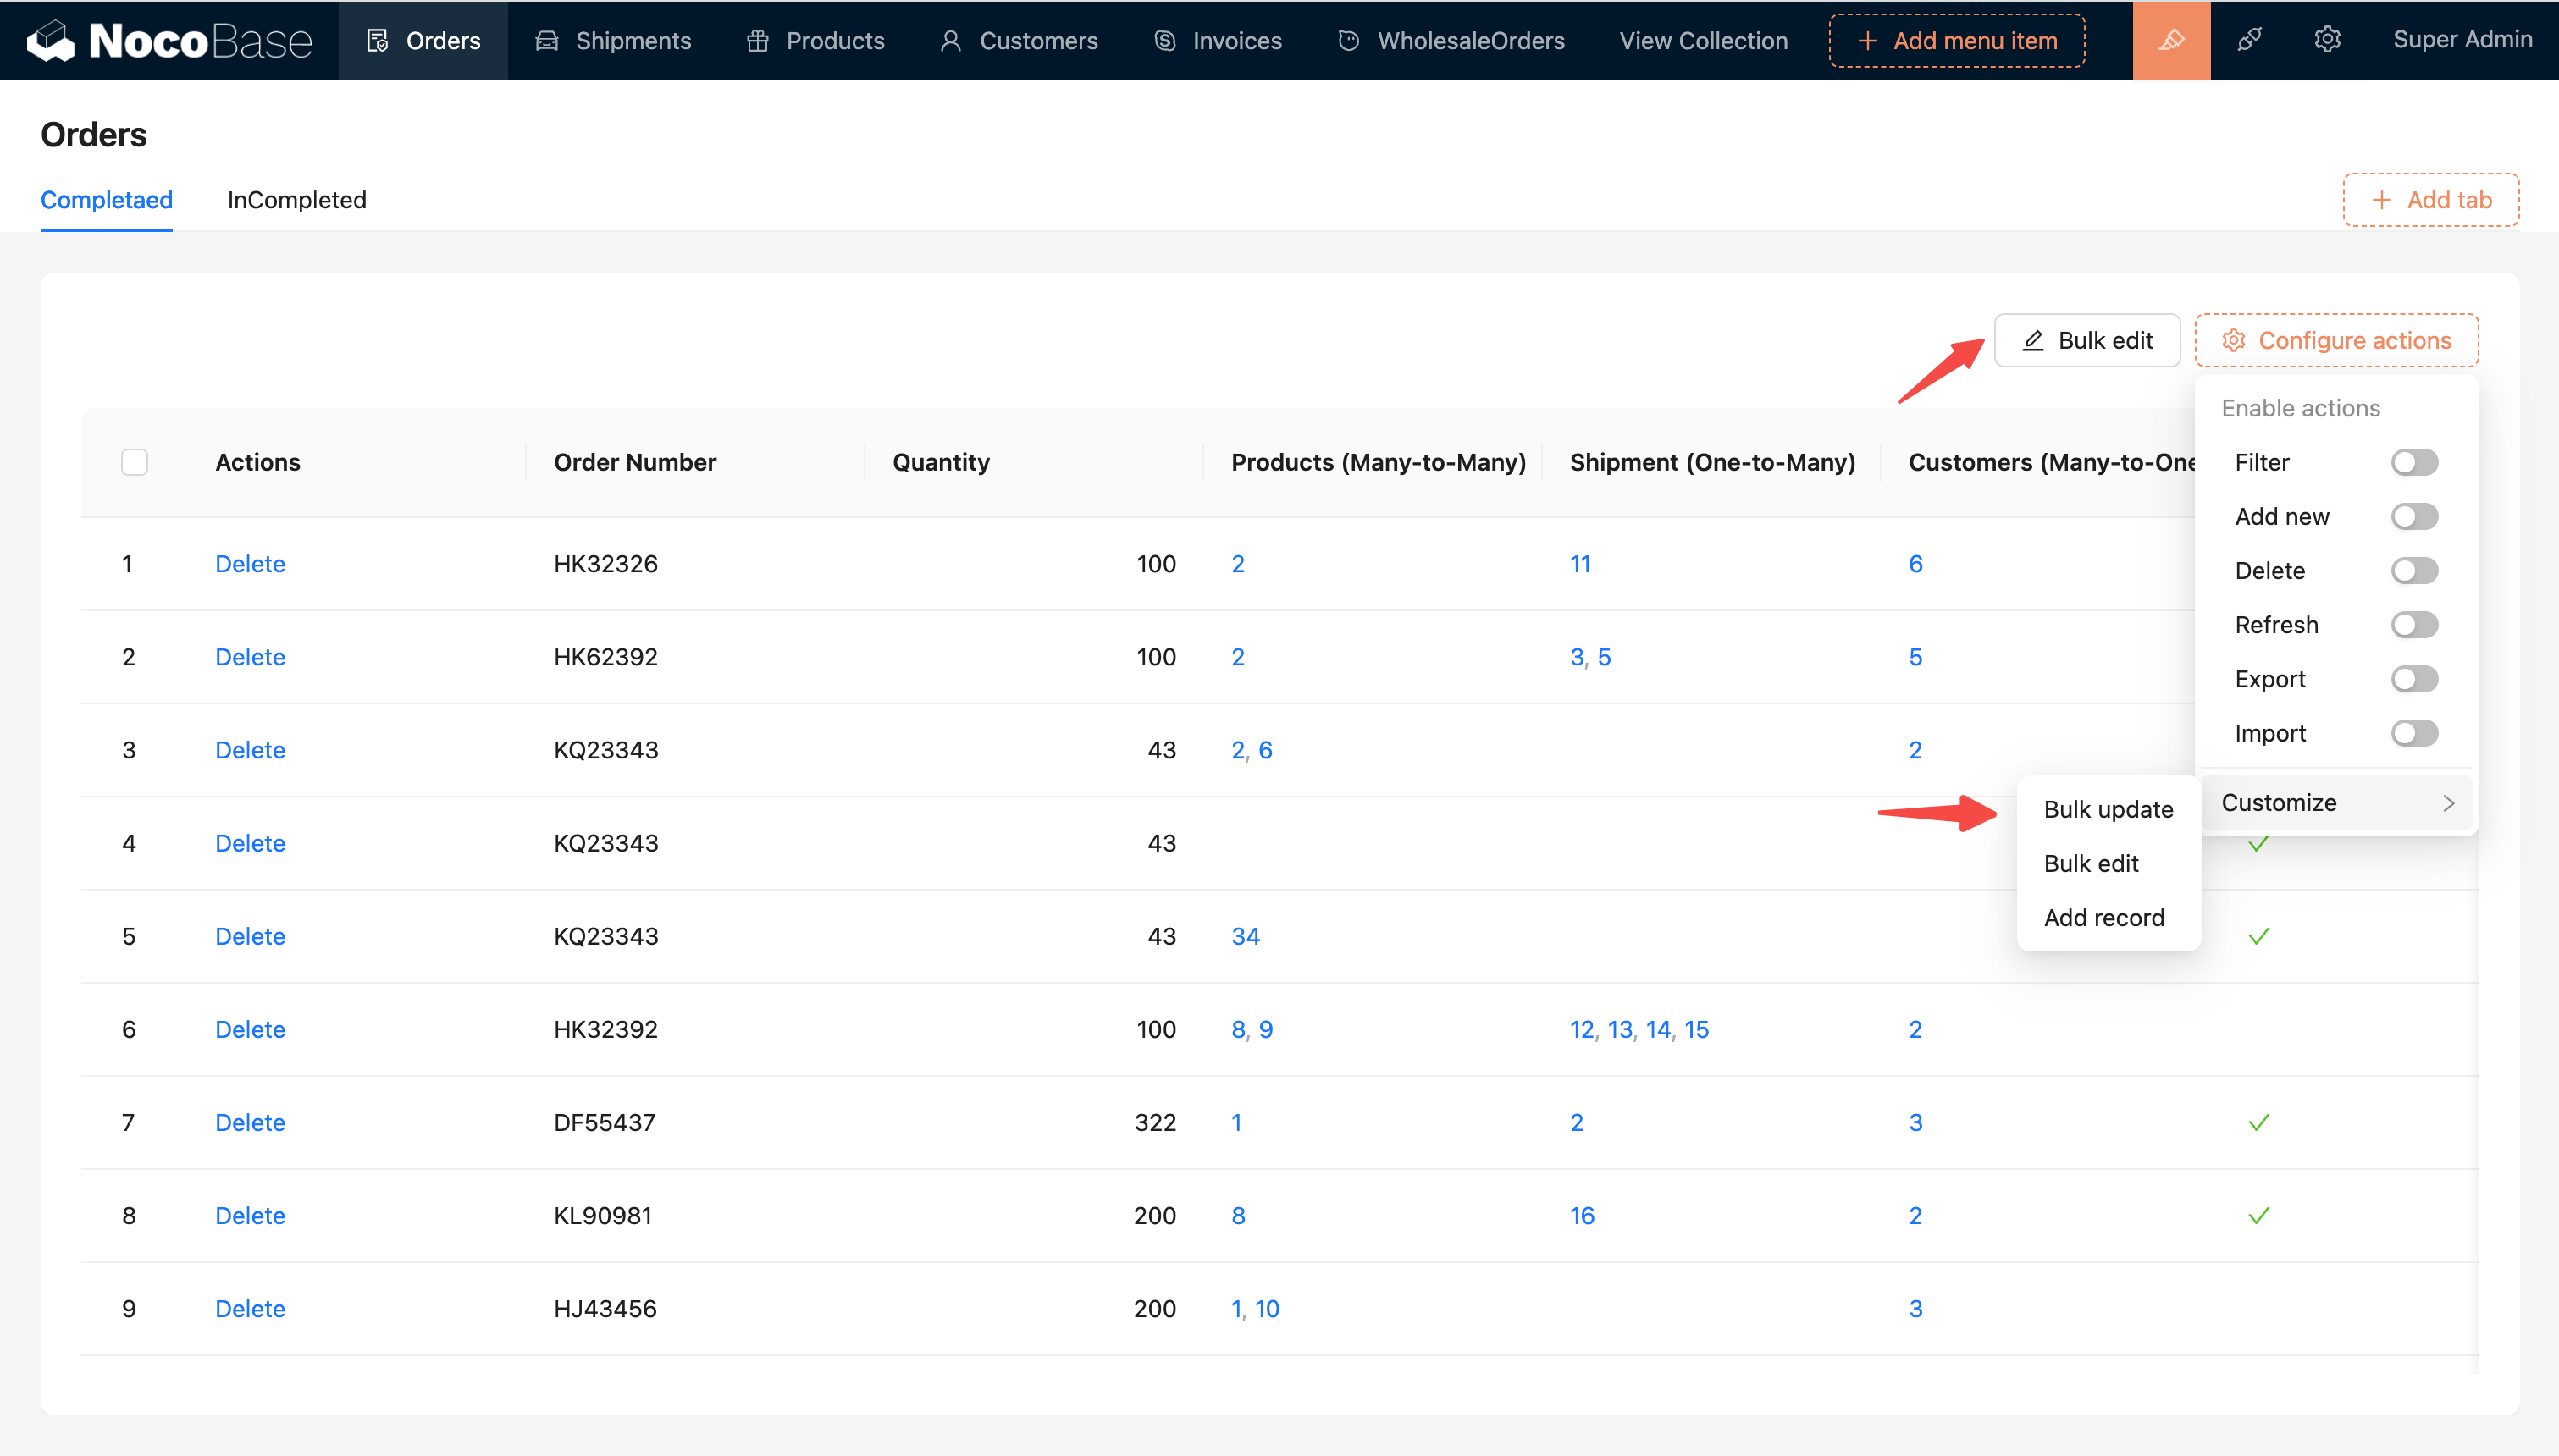 NocoBase Orders Shipments Products Customers Invoices WholesaleOrders View Collection Add menu item Super Admin
Orders
Completaed InCompleted Add tab
Bulk edit Configure actions
Enable actions
Actions Order Number Quantity Products (Many-to-Many) Shipment (One-to-Many) Customers (Many-to-One Filter
Add new
1 Delete HK32326 100 2 11 6 Delete
Refresh
2 Delete HK62392 100 2 3, 5 5 Export
3 Delete KQ23343 43 2, 6 2 Import
Bulk update Customize
4 Delete KQ23343 43
Bulk edit
Add record
5 Delete KQ23343 43 34
6 Delete HK32392 100 8, 9 12, 13, 14, 15 2
7 Delete DF55437 322 1 2 3
8 Delete KL90981 200 8 16 2
9 Delete HJ43456 200 1, 10 3